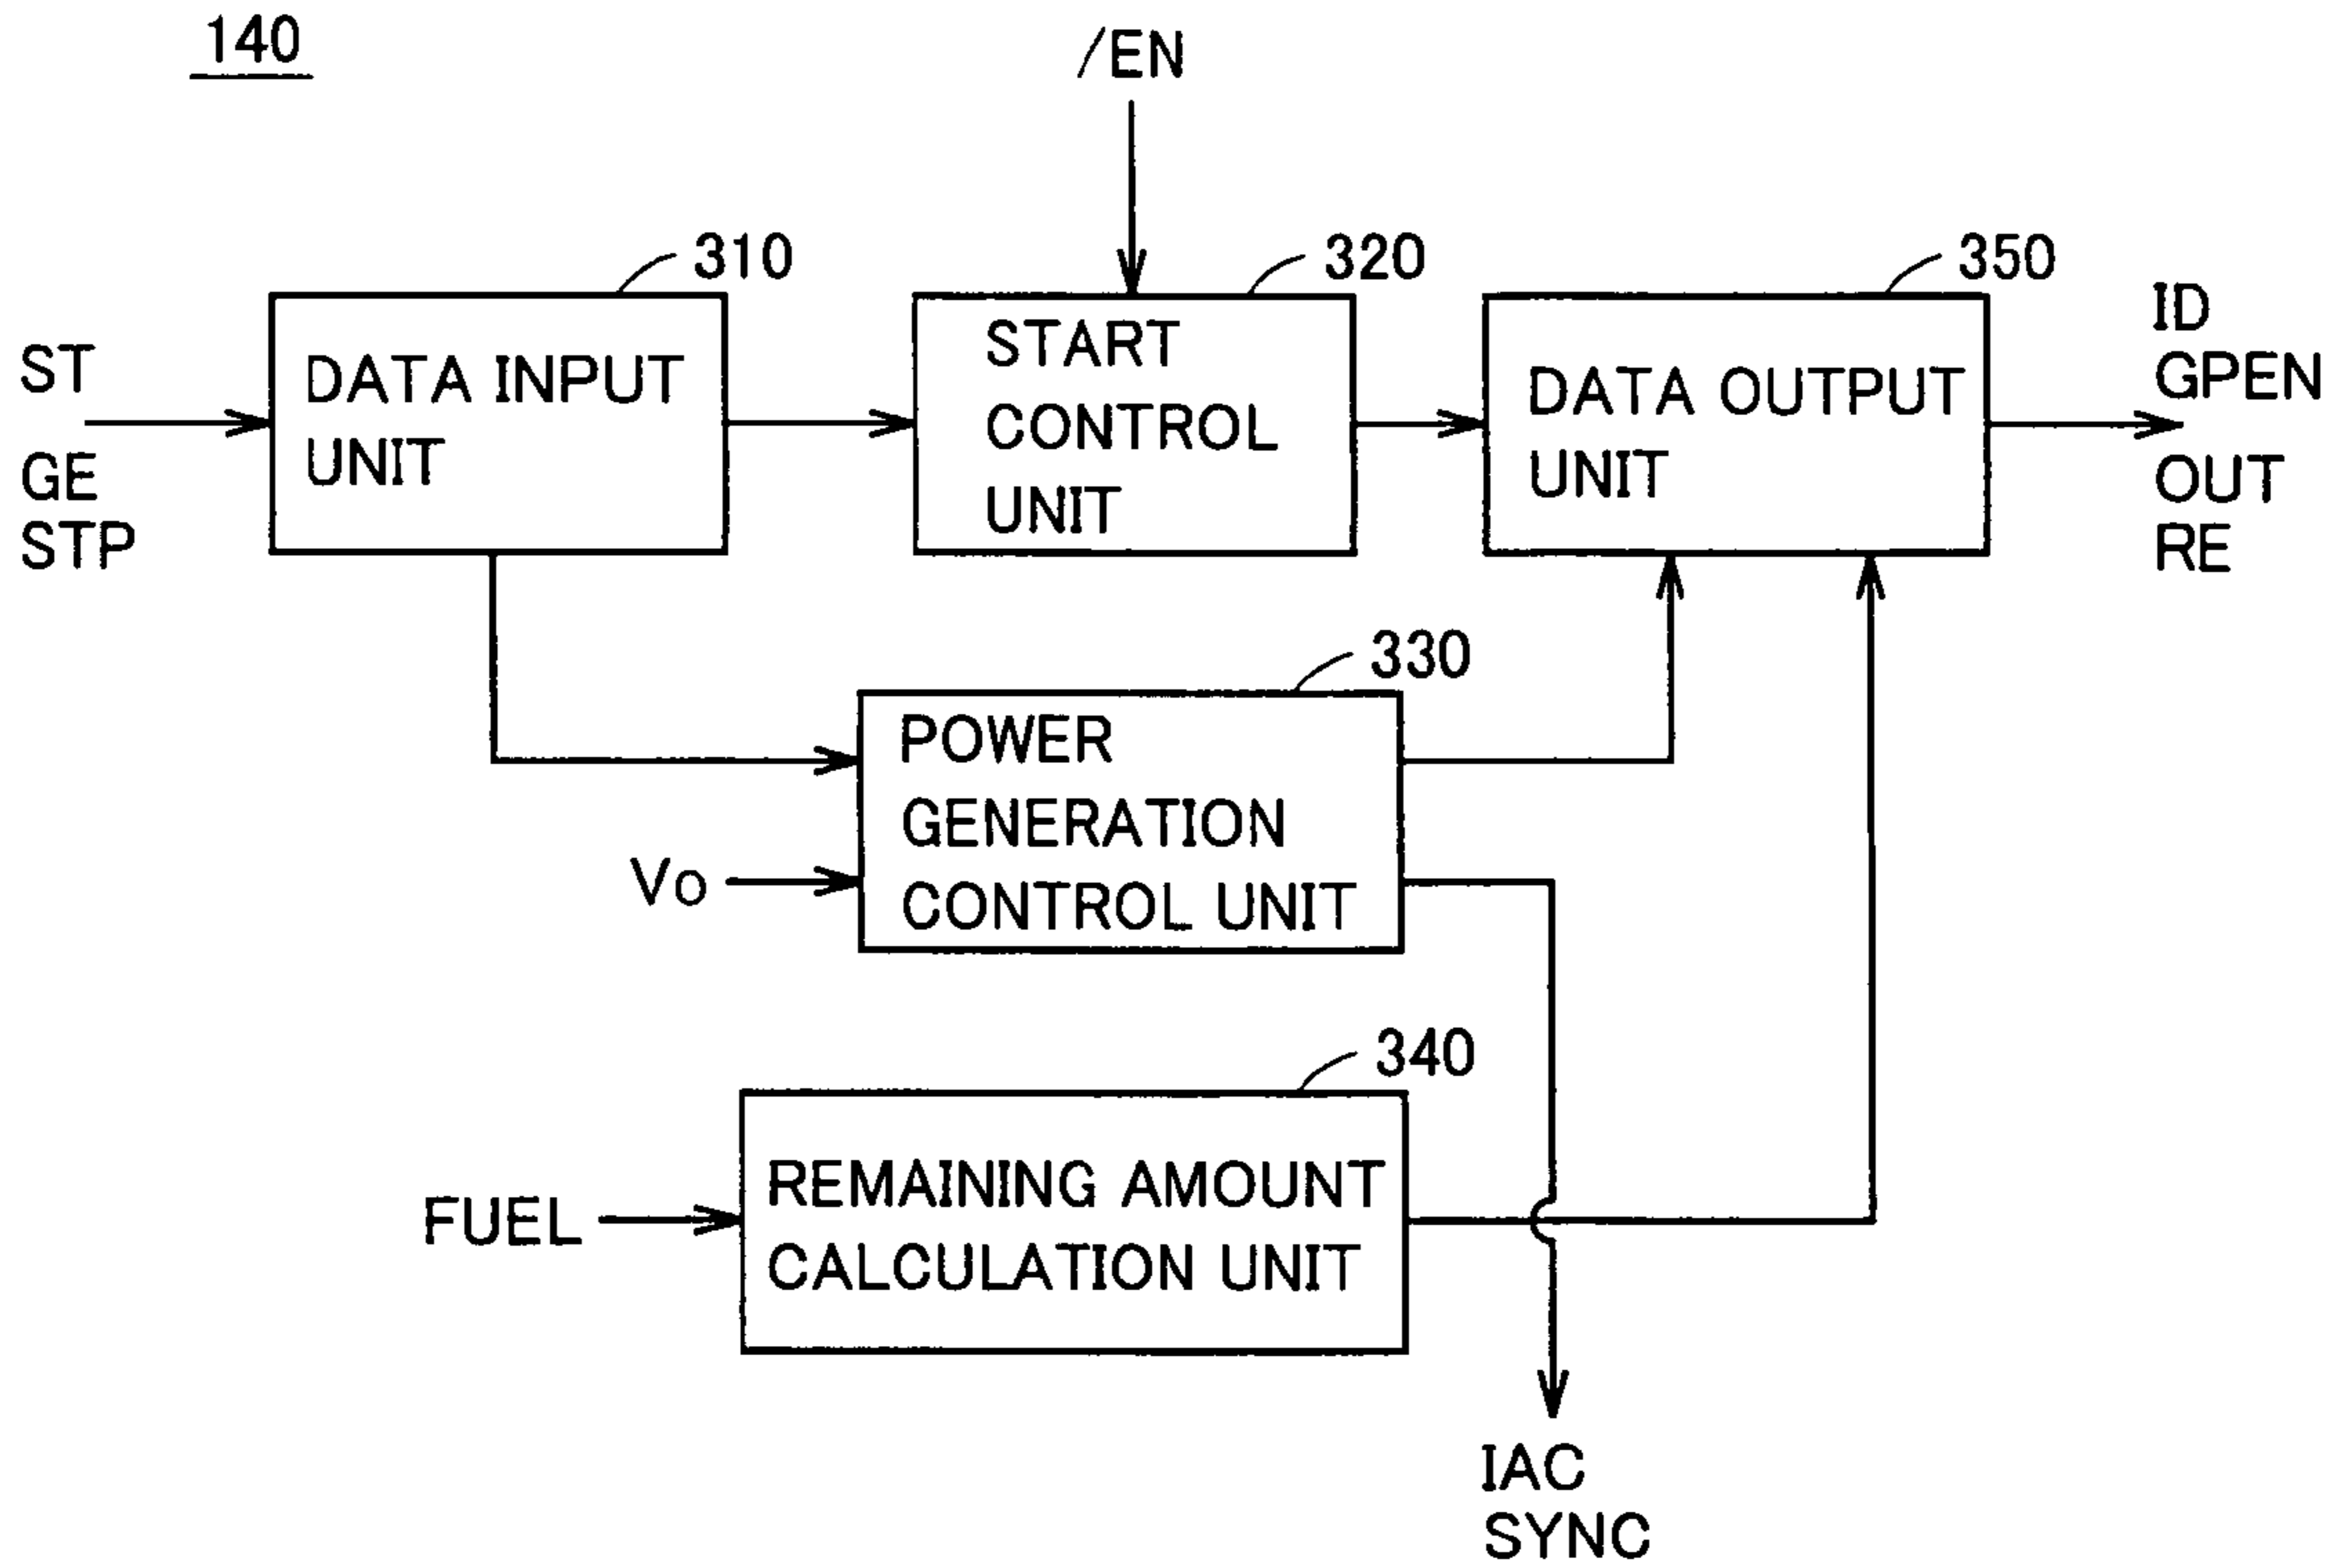 140
/EN
310
320
350
ST
GE
STP
DATA INPUT
UNIT
START
CONTROL
UNIT
DATA OUTPUT
UNIT
ID
GPEN
OUT
RE
330
POWER
GENERATION
CONTROL UNIT
Vo
340
FUEL
REMAINING AMOUNT
CALCULATION UNIT
IAC
SYNC